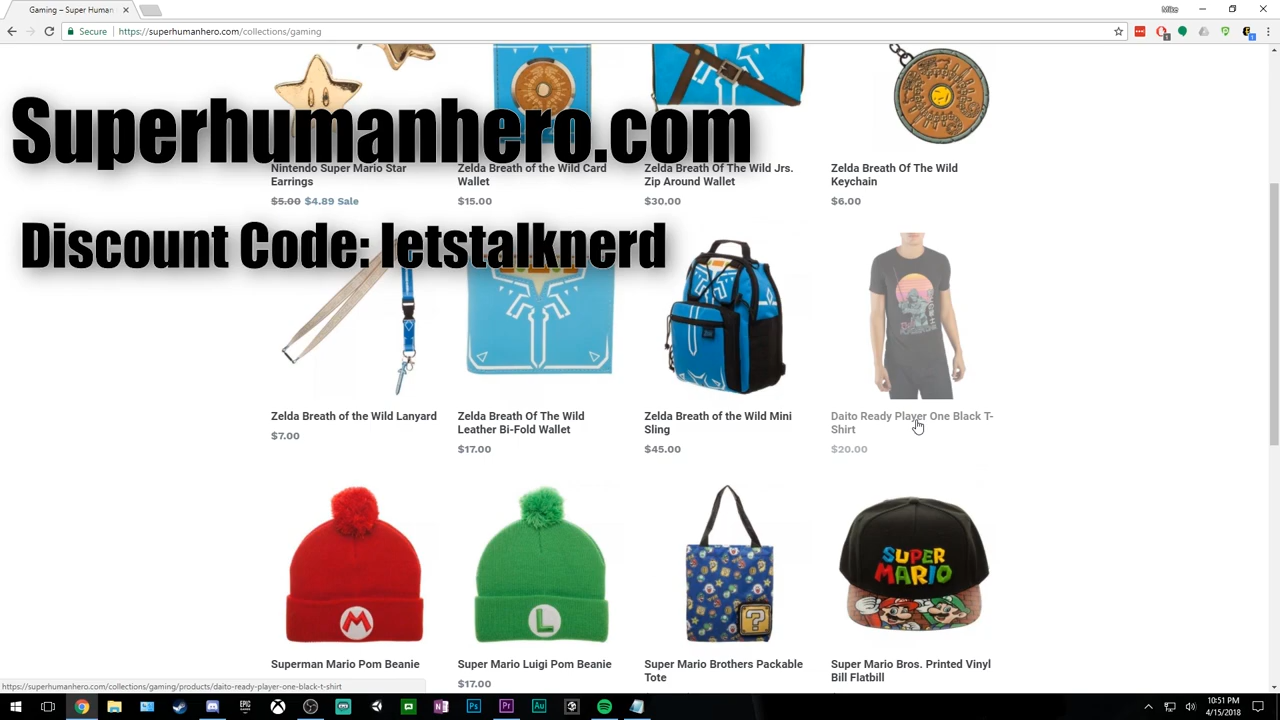 Gaming – Super Human
Mike
Secure
https://superhumanhero.com/collections/gaming
Superhumanhero.com
Nintendo Super Mario Star
Earrings
$5.00 $4.89 Sale
Zelda Breath of the Wild Card
Wallet
$15.00
Zelda Breath Of The Wild Jrs.
Zip Around Wallet
$30.00
Zelda Breath Of The Wild
Keychain
$6.00
Discount Code: letstalknerd
Zelda Breath of the Wild Lanyard
$7.00
Zelda Breath Of The Wild
Leather Bi-Fold Wallet
$17.00
Zelda Breath of the Wild Mini
Sling
$45.00
Daito Ready Player One Black T-
Shirt
$20.00
M
L
?
SUPER
MARIO
Superman Mario Pom Beanie
Super Mario Luigi Pom Beanie
$17.00
Super Mario Brothers Packable
Tote
Super Mario Bros. Printed Vinyl
Bill Flatbill
https://superhumanhero.com/collections/gaming/products/daito-ready-player-one-black-t-shirt
10:51 PM
4/15/2018